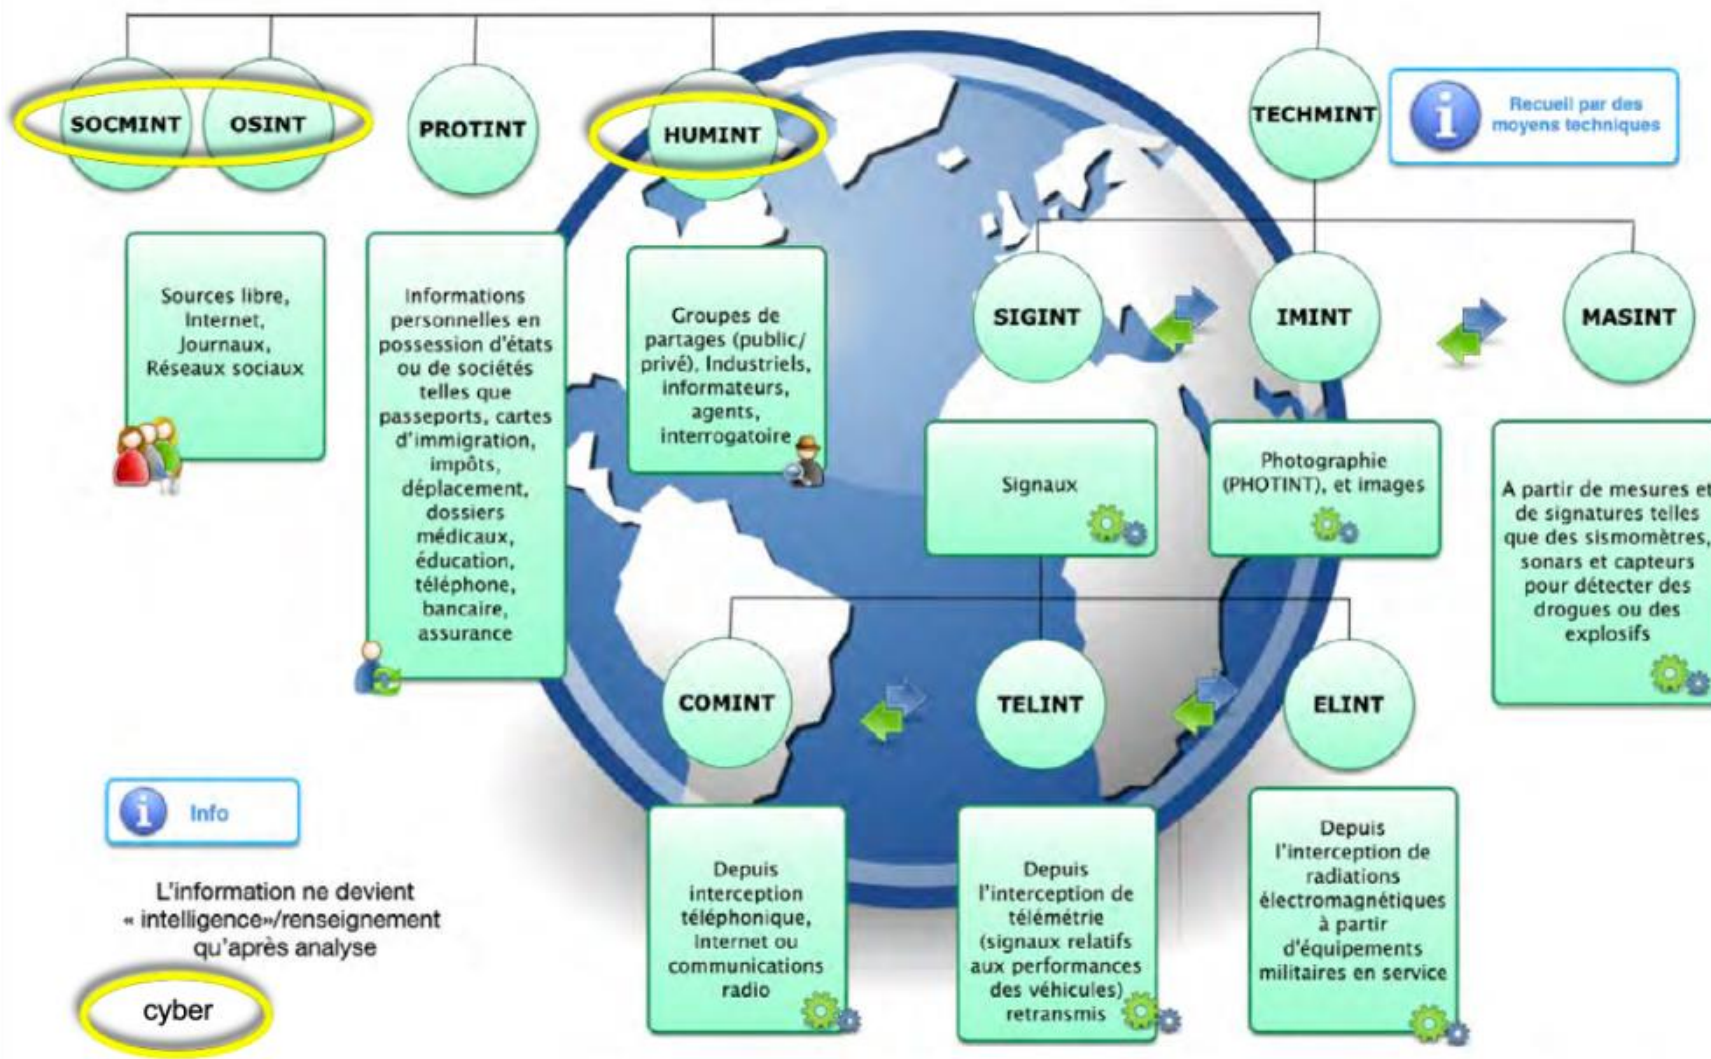 SOCMINT
OSINT
PROTINT
HUMINT
TECHMINT
Recueil par des
moyens techniques
Sources libre,
Internet,
Journaux,
Réseaux sociaux
Informations
personnelles en
possession d'états
ou de sociétés
telles que
passeports, cartes
d'immigration,
impôts,
déplacement,
dossiers
médicaux,
éducation,
téléphone,
bancaire,
assurance
Groupes de
partages (public/
privé), Industriels,
informateurs,
agents,
interrogatoire
SIGINT
IMINT
MASINT
Signaux
Photographie
(PHOTINT), et images
A partir de mesures et
de signatures telles
que des sismomètres,
sonars et capteurs
pour détecter des
drogues ou des
explosifs
COMINT
TELINT
ELINT
Depuis
interception
téléphonique,
Internet ou
communications
radio
Depuis
l'interception de
télémétrie
(signaux relatifs
aux performances
des véhicules)
retransmis
Depuis
l'interception de
radiations
électromagnétiques
à partir
d'équipements
militaires en service
Info
L'information ne devient
« intelligence»/renseignement
qu'après analyse
cyber